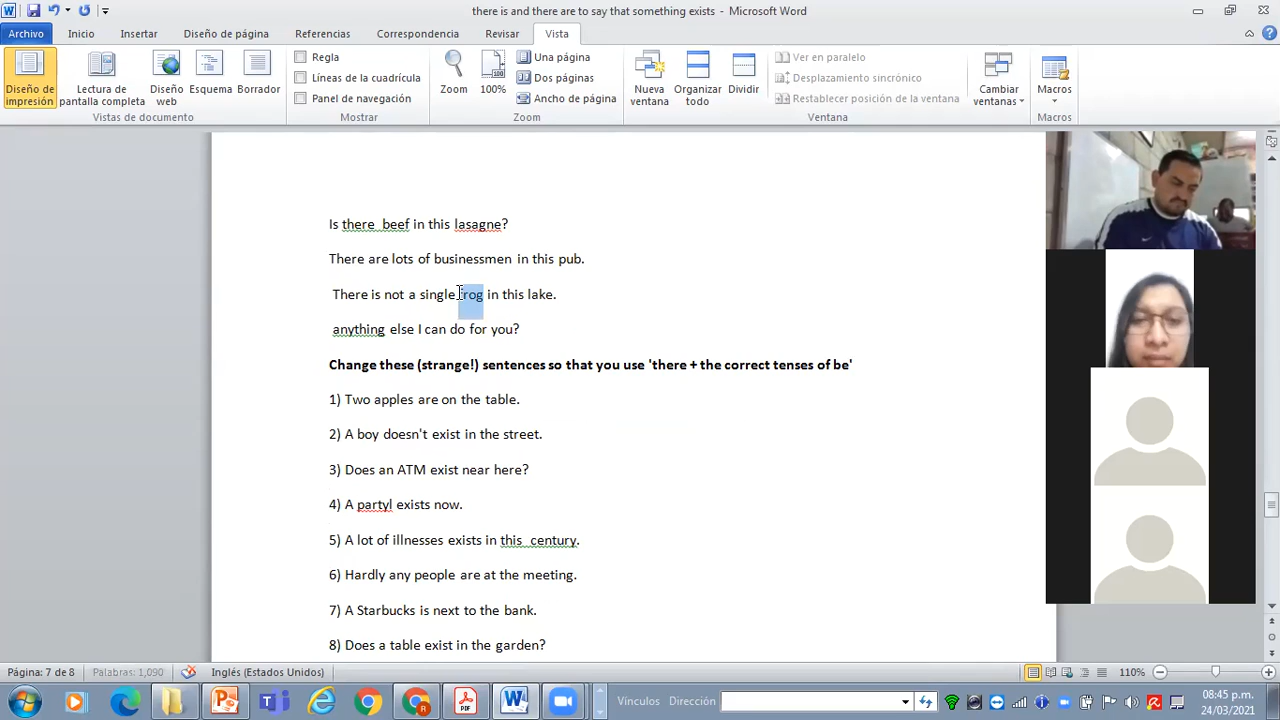 there is and there are to say that something exists - Microsoft Word
Archivo Inicio Insertar Diseño de página Referencias Correspondencia Revisar Vista
Diseño de impresión
Lectura de pantalla completa
Diseño web
Esquema
Borrador
Vistas de documento
Regla
Líneas de la cuadrícula
Panel de navegación
Mostrar
Zoom
100%
Una página
Dos páginas
Ancho de página
Zoom
Nueva ventana
Organizar todo
Dividir
Ver en paralelo
Desplazamiento sincrónico
Restablecer posición de la ventana
Ventana
Cambiar ventanas
Macros
Macros
Is there beef in this lasagne?
There are lots of businessmen in this pub.
There is not a single frog in this lake.
anything else I can do for you?
Change these (strange!) sentences so that you use 'there + the correct tenses of be'
1) Two apples are on the table.
2) A boy doesn't exist in the street.
3) Does an ATM exist near here?
4) A partyl exists now.
5) A lot of illnesses exists in this century.
6) Hardly any people are at the meeting.
7) A Starbucks is next to the bank.
8) Does a table exist in the garden?
Página: 7 de 8 Palabras: 1,090 Inglés (Estados Unidos) 110%
Vínculos Dirección
08:45 p.m.
24/03/2021